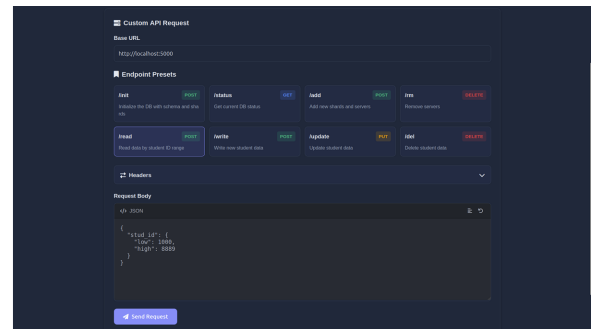 Custom API Request
Base URL
http://localhost:5000
Endpoint Presets
/init POST
Initialize the DB with schema and sha
rds
/status GET
Get current DB status
/add POST
Add new shards and servers
/rm DELETE
Remove servers
/read POST
Read data by student ID range
/write POST
Write new student data
/update PUT
Update student data
/del DELETE
Delete student data
Headers
Request Body
</> JSON
{
"stud_id": {
"low": 1000,
"high": 8889
}
}
Send Request